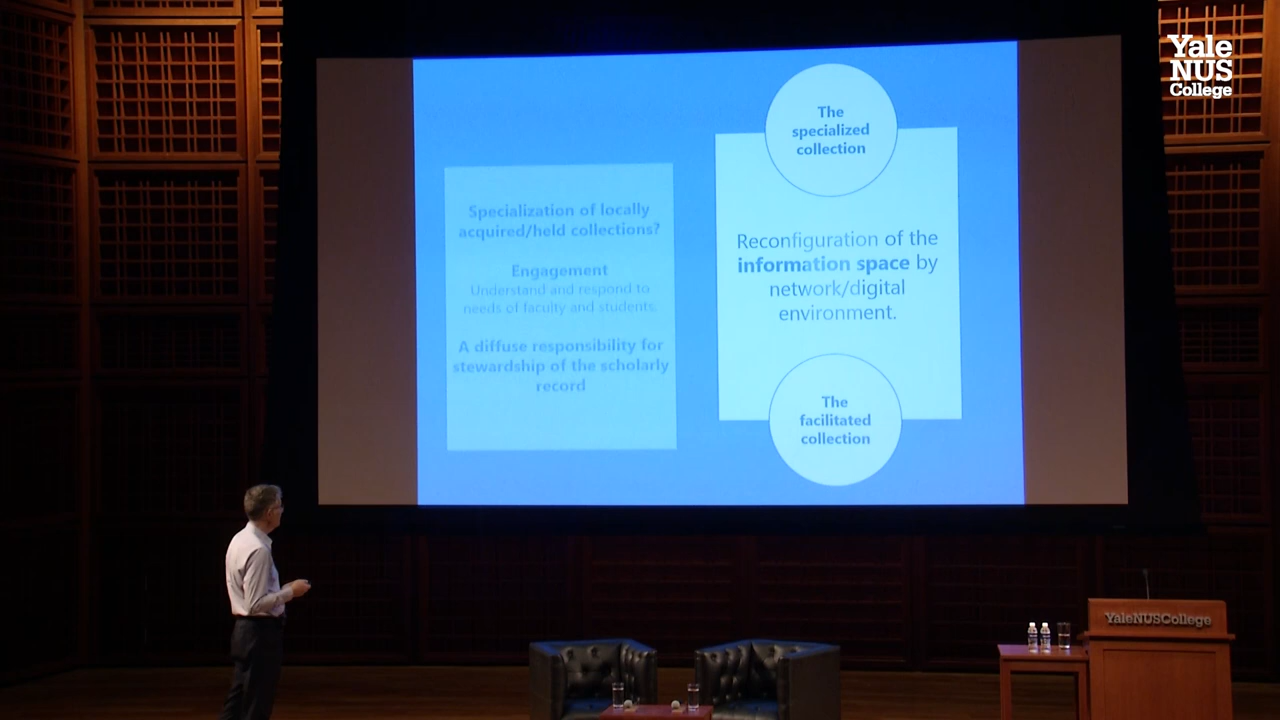 Yale
NUS
College
Specialization of locally
acquired/held collections?
Engagement
Understand and respond to
needs of faculty and students.
A diffuse responsibility for
stewardship of the scholarly
record
The
specialized
collection
Reconfiguration of the
information space by
network/digital
environment.
The
facilitated
collection
YaleNUSCollege